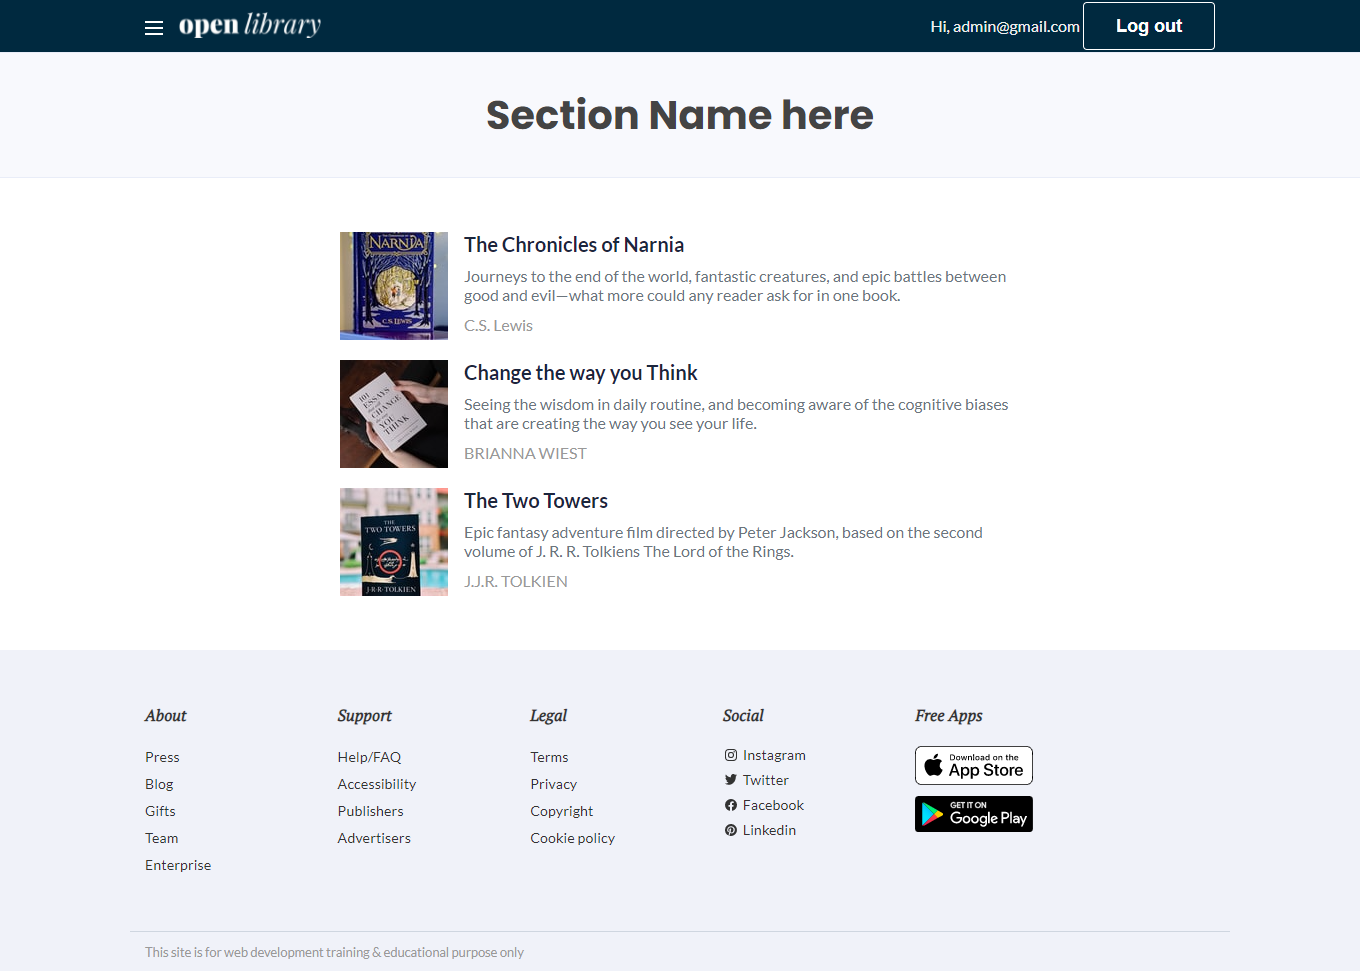 open library
Hi, admin@gmail.com
Log out
Section Name here
NARNIA
C.S. LEWIS
The Chronicles of Narnia
Journeys to the end of the world, fantastic creatures, and epic battles between
good and evil—what more could any reader ask for in one book.
C.S. Lewis
101
ESSAYS
CHANGE
YOU
THINK
Change the way you Think
Seeing the wisdom in daily routine, and becoming aware of the cognitive biases
that are creating the way you see your life.
BRIANNA WIEST
THE
TWO TOWERS
J·R·R·TOLKIEN
The Two Towers
Epic fantasy adventure film directed by Peter Jackson, based on the second
volume of J. R. R. Tolkiens The Lord of the Rings.
J.J.R. TOLKIEN
About
Press
Blog
Gifts
Team
Enterprise
Support
Help/FAQ
Accessibility
Publishers
Advertisers
Legal
Terms
Privacy
Copyright
Cookie policy
Social
Instagram
Twitter
Facebook
Linkedin
Free Apps
Download on the
App Store
GET IT ON
Google Play
This site is for web development training & educational purpose only